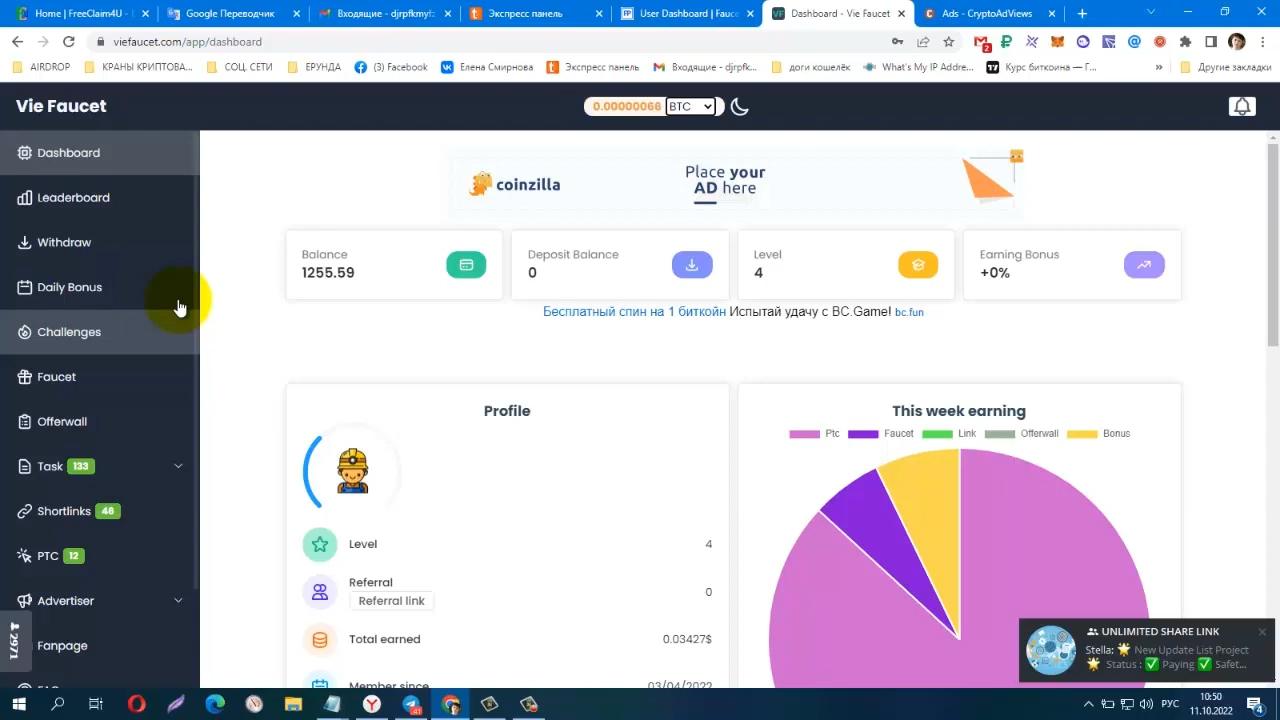 Home | FreeClaim4U - (
Google Переводчик
Входящие - djrpfkmyf:
Экспресс панель
User Dashboard | Fauce
Dashboard - Vie Faucet
Ads - CryptoAdViews
viefaucet.com/app/dashboard
2
AIRDROP
КРАНЫ КРИПТОВА...
СОЦ. СЕТИ
ЕРУНДА
(3) Facebook
Елена Смирнова
Экспресс панель
Входящие - djrpfk...
доги кошелёк
What's My IP Addre...
Курс биткоина — Г...
»
Другие закладки
Vie Faucet
0.00000066 BTC
Dashboard
Leaderboard
Withdraw
Daily Bonus
Challenges
Faucet
Offerwall
Task 133
Shortlinks 46
PTC 12
Advertiser
Fanpage
2971
coinzilla
Place your
AD here
Balance
1255.59
Deposit Balance
0
Level
4
Earning Bonus
+0%
Бесплатный спин на 1 биткойн Испытай удачу с BC.Game! bc.fun
Profile
Level
4
Referral
Referral link
0
Total earned
0.03427$
Member since
03/04/2022
This week earning
Ptc
Faucet
Link
Offerwall
Bonus
UNLIMITED SHARE LINK
Stella: 🌟 New Update List Project
🌟 Status : ✅ Paying ✅ Safet...
41
РУС
10:50
11.10.2022
4